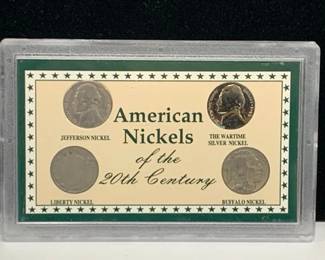 American
Nickels
of the
20th Century
JEFFERSON NICKEL
THE WARTIME
SILVER NICKEL
LIBERTY NICKEL
BUFFALO NICKEL